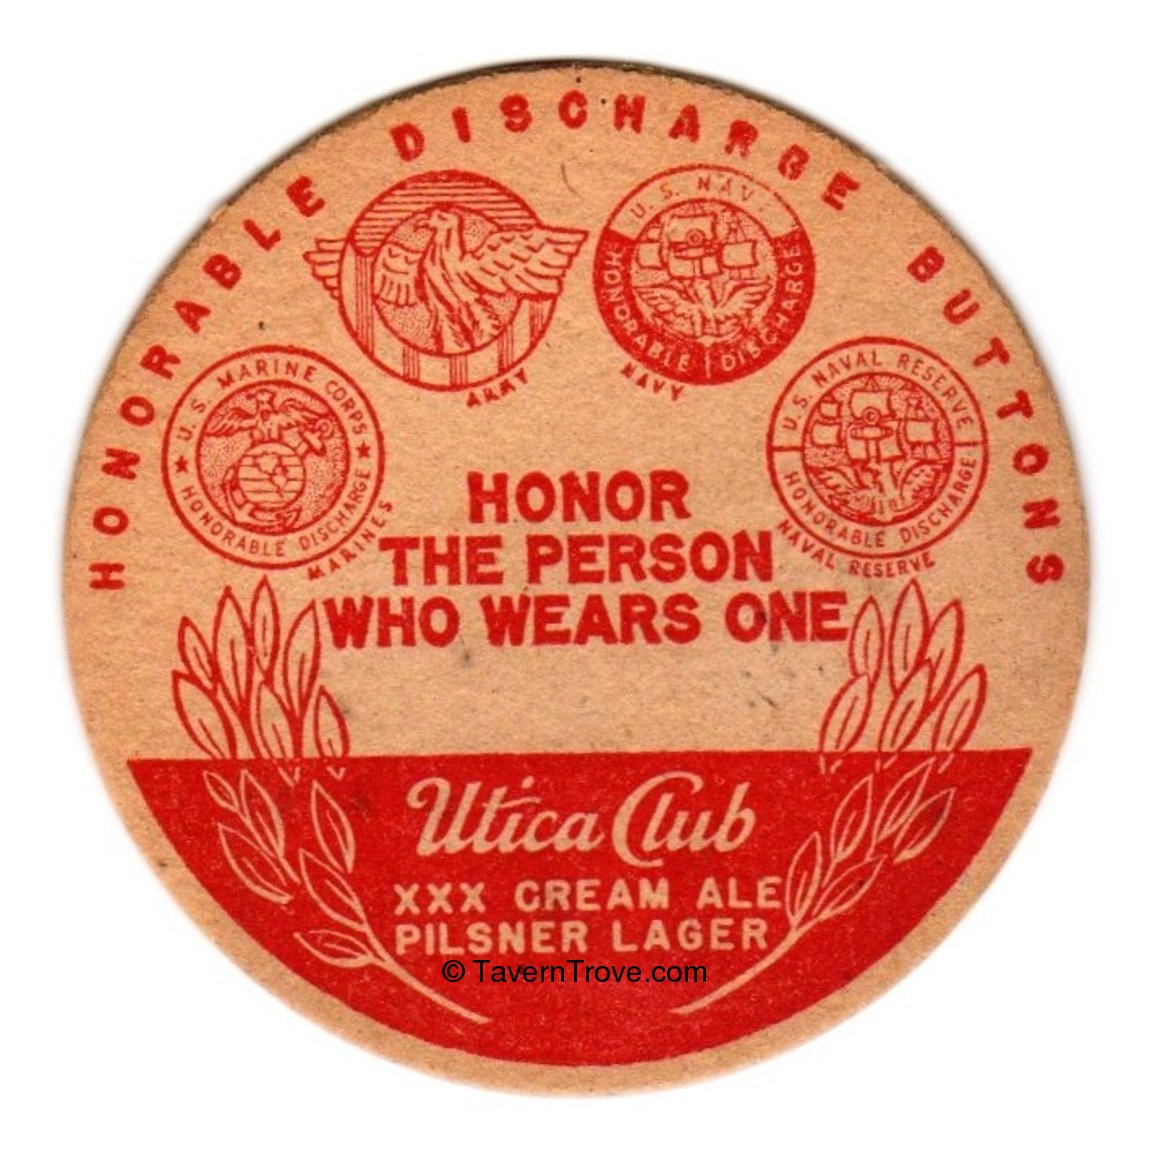 HONORABLE DISCHARGE BUTTONS
U.S. MARINE CORPS
HONORABLE DISCHARGE
MARINES
ARMY
U.S. NAVY
HONORABLE DISCHARGE
NAVY
U.S. NAVAL RESERVE
HONORABLE DISCHARGE
NAVAL RESERVE
HONOR
THE PERSON
WHO WEARS ONE
Utica Club
XXX CREAM ALE
PILSNER LAGER
© TavernTrove.com